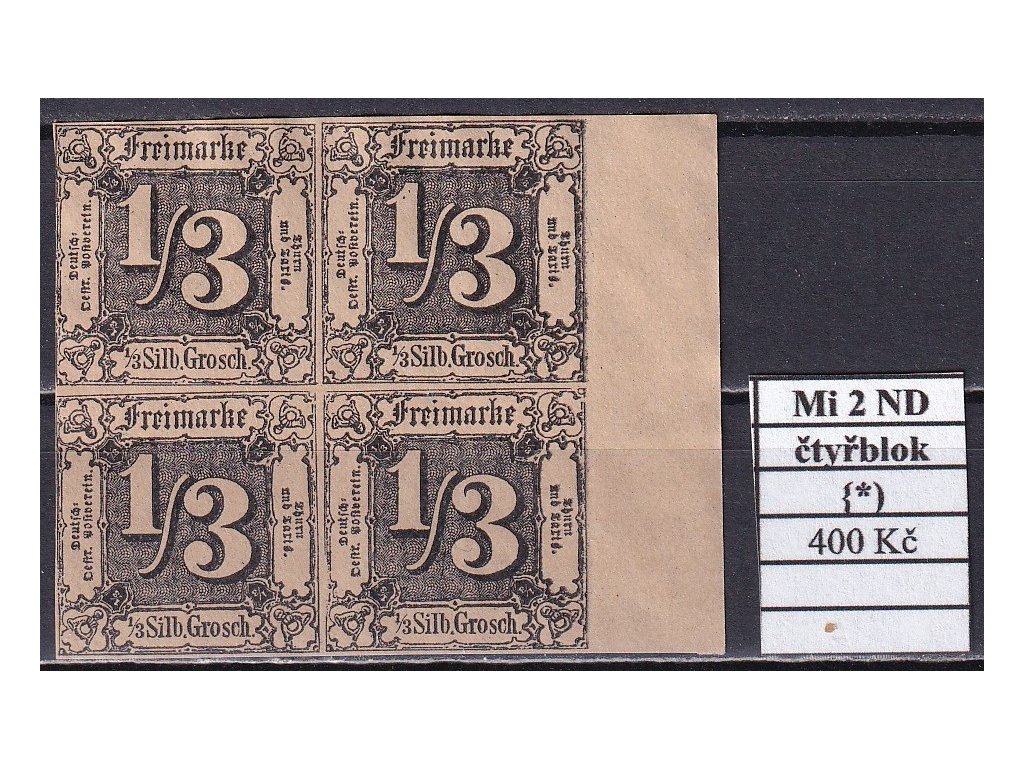 Freimarke
1/3
Deutsch-
Oestr. Postverein.
Thurn
und Taxis.
1/3 Silb. Grosch.
Freimarke
1/3
Deutsch-
Oestr. Postverein.
Thurn
und Taxis.
1/3 Silb. Grosch.
Freimarke
1/3
Deutsch-
Oestr. Postverein.
Thurn
und Taxis.
1/3 Silb. Grosch.
Freimarke
1/3
Deutsch-
Oestr. Postverein.
Thurn
und Taxis.
1/3 Silb. Grosch.
Mi 2 ND
čtyřblok
{*)
400 Kč